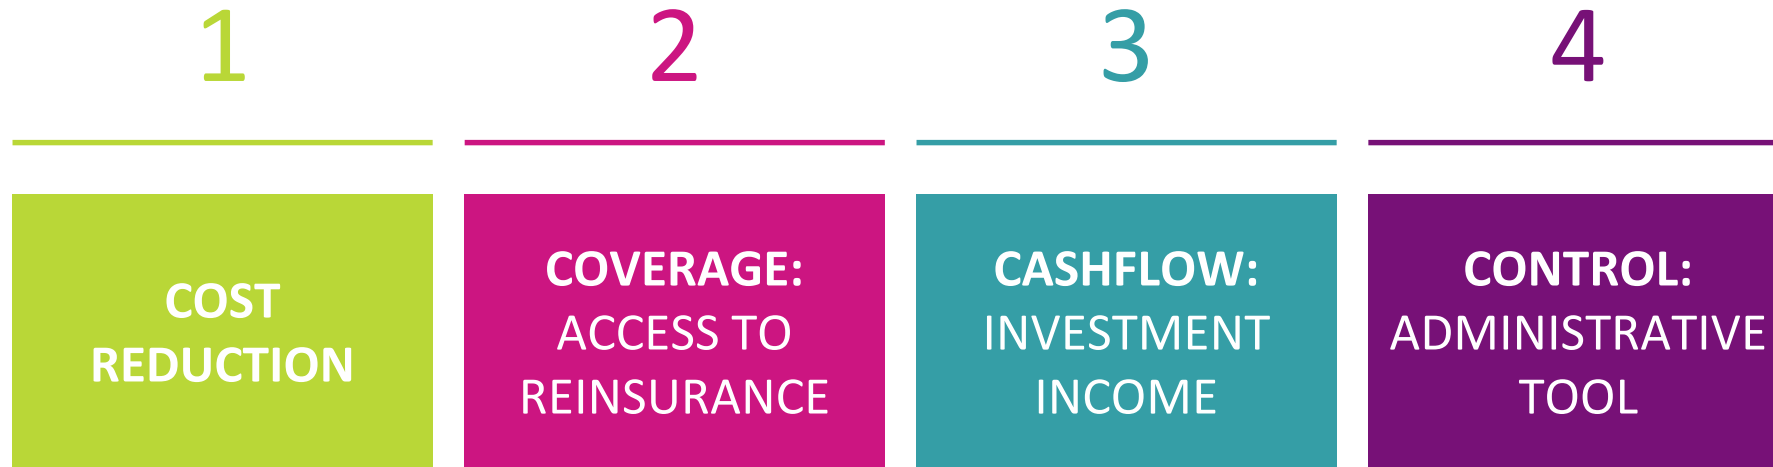 1
COST
REDUCTION
2
COVERAGE:
ACCESS TO
REINSURANCE
3
CASHFLOW:
INVESTMENT
INCOME
4
CONTROL:
ADMINISTRATIVE
TOOL